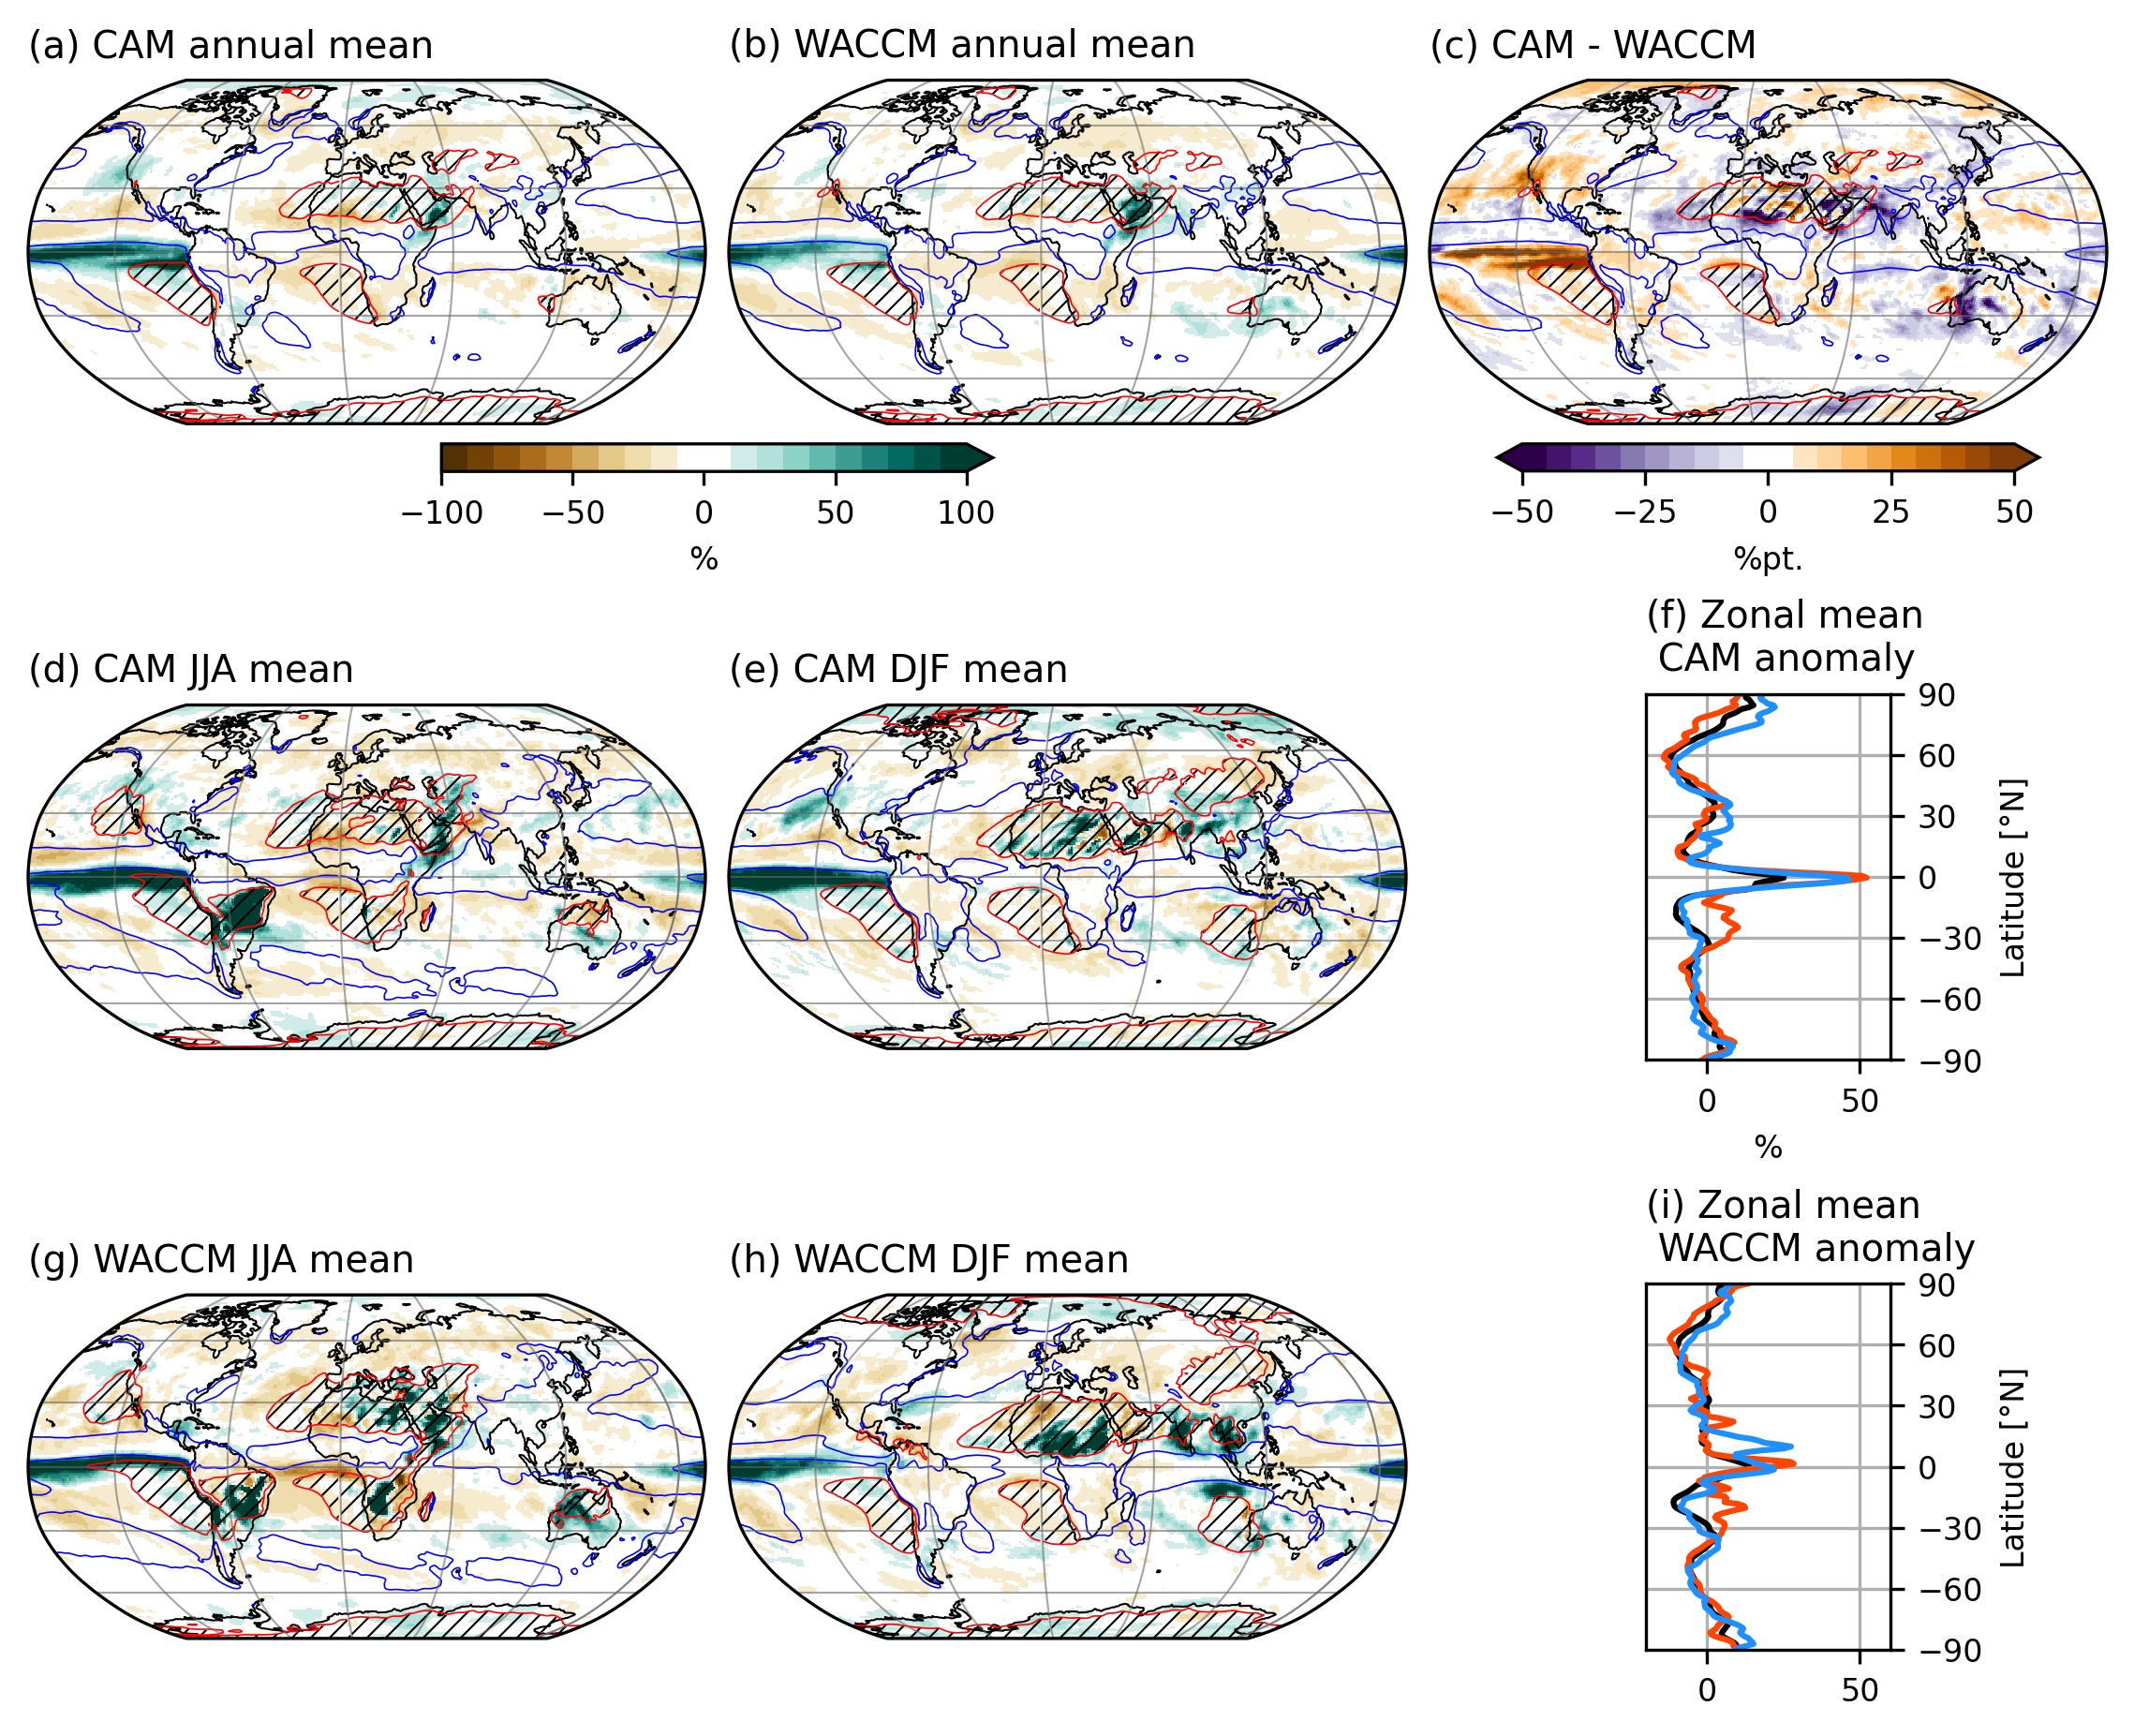 (a) CAM annual mean
(b) WACCM annual mean
(c) CAM - WACCM
−100 −50 0 50 100
%
−50 −25 0 25 50
%pt.
(d) CAM JJA mean
(e) CAM DJF mean
(f) Zonal mean
CAM anomaly
90
60
30
0
−30
−60
−90
Latitude [°N]
0 50
%
(g) WACCM JJA mean
(h) WACCM DJF mean
(i) Zonal mean
WACCM anomaly
90
60
30
0
−30
−60
−90
Latitude [°N]
0 50